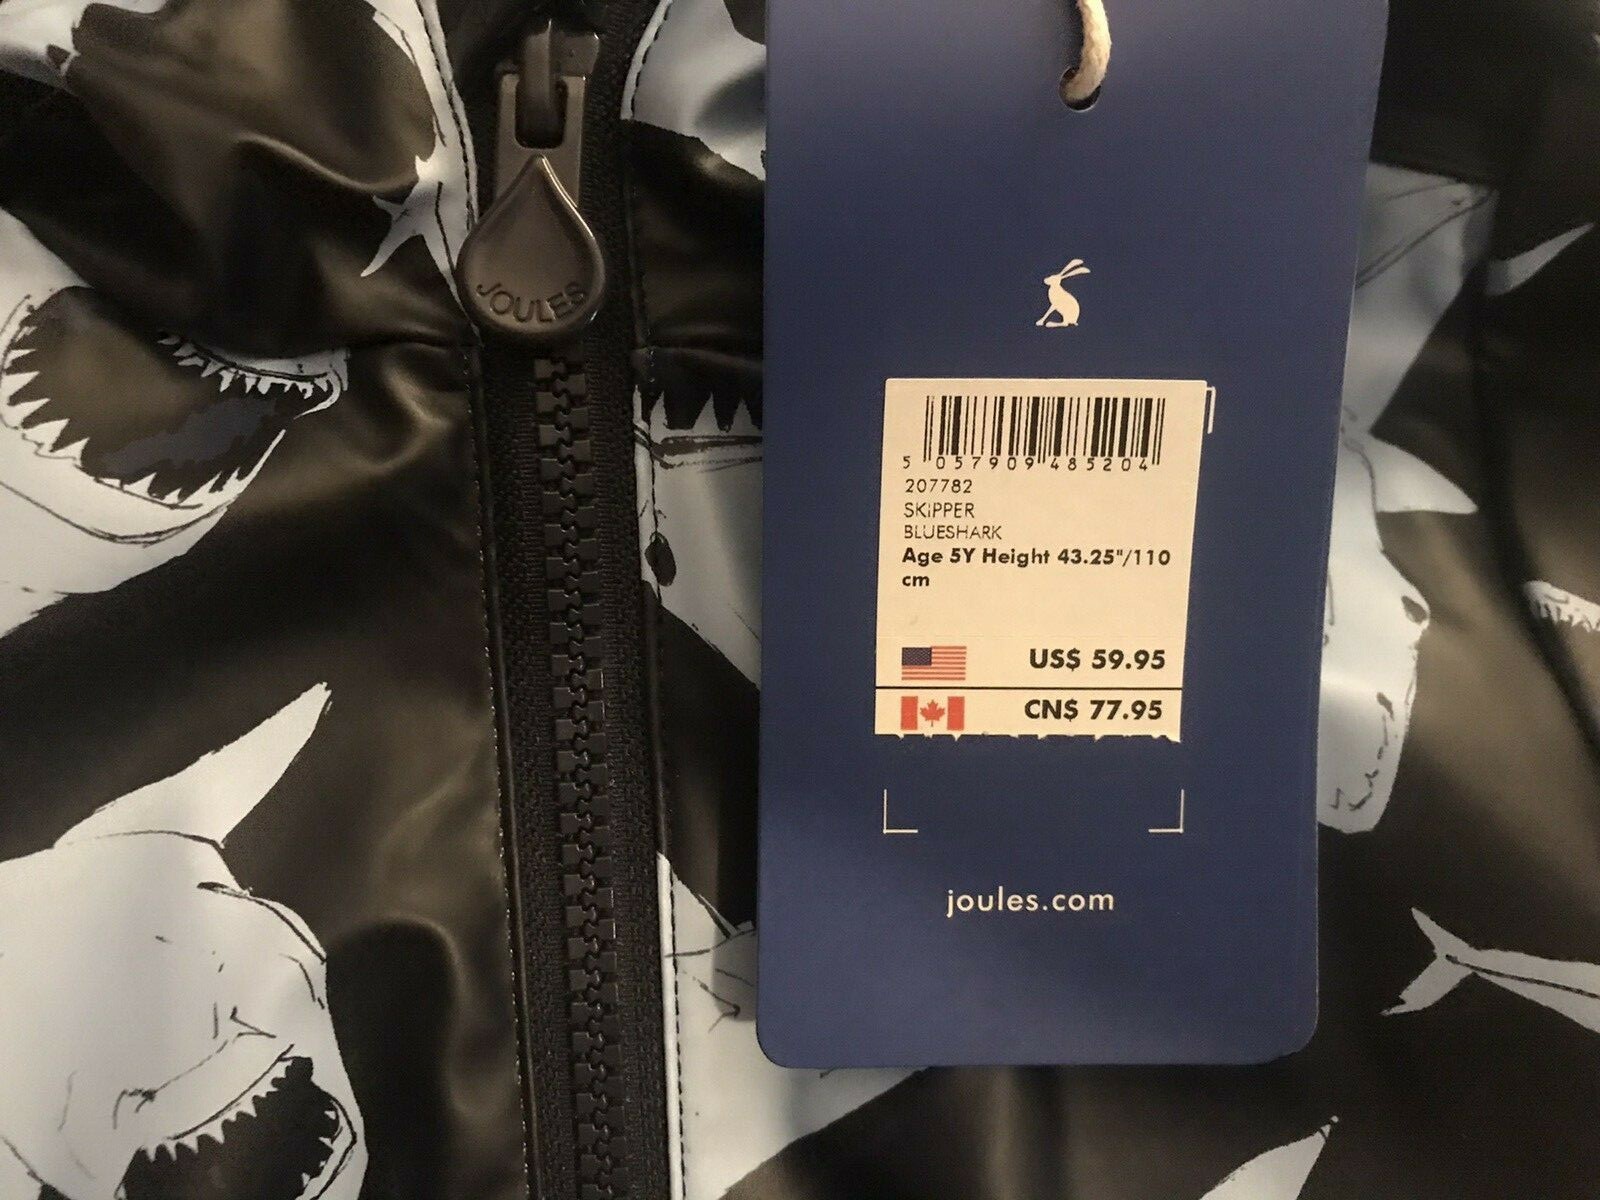 JOULES
5 057909 485204
207782
SKIPPER
BLUESHARK
Age 5Y Height 43.25"/110
cm
US$ 59.95
CN$ 77.95
joules.com